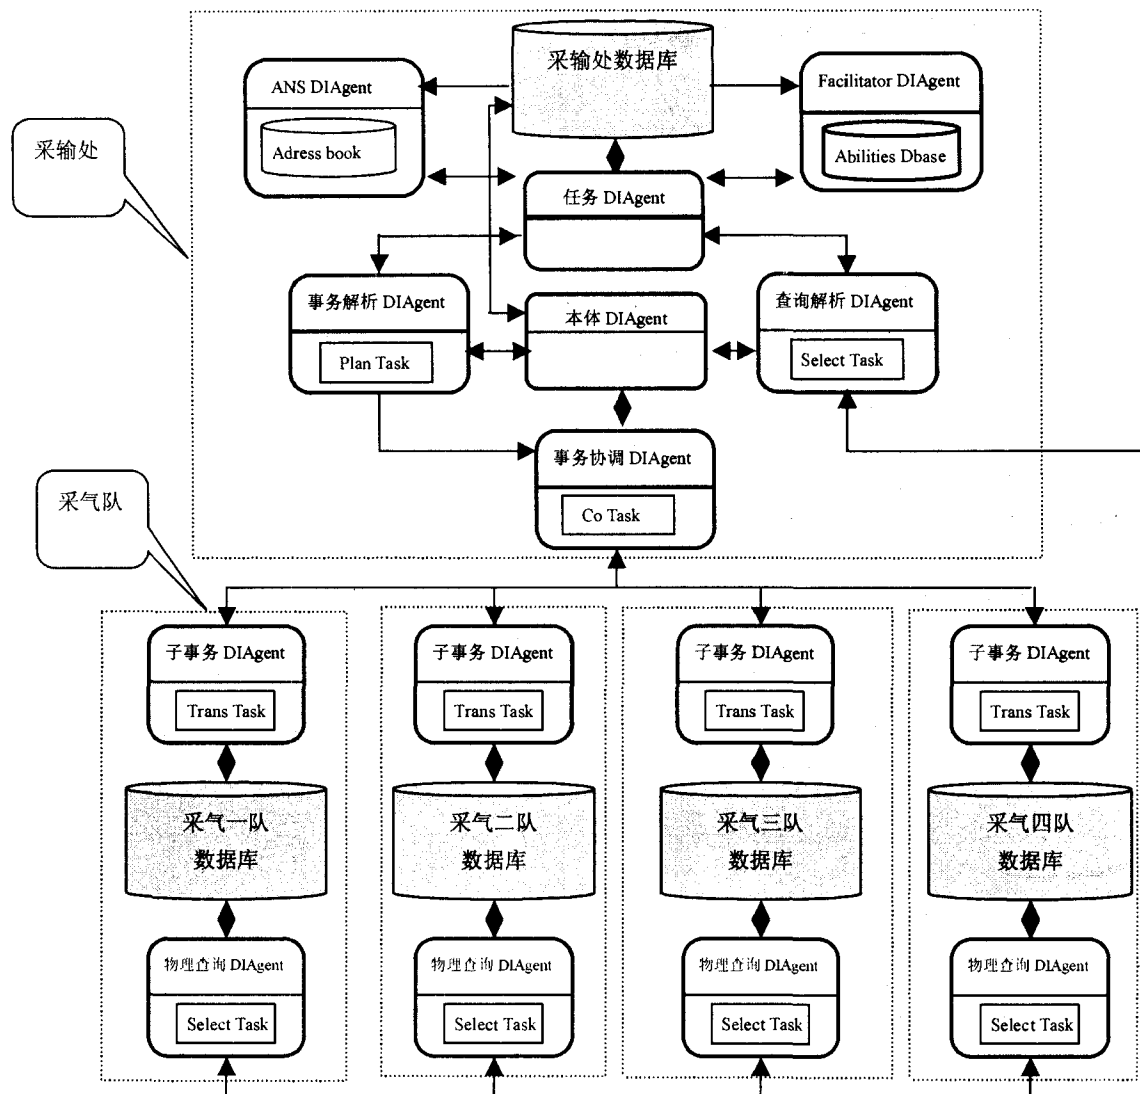 采输处数据库
ANS DIAgent
Adress book
Facilitator DIAgent
Abilities Dbase
采输处
任务 DIAgent
事务解析 DIAgent
Plan Task
本体 DIAgent
查询解析 DIAgent
Select Task
事务协调 DIAgent
Co Task
采气队
子事务 DIAgent
Trans Task
子事务 DIAgent
Trans Task
子事务 DIAgent
Trans Task
子事务 DIAgent
Trans Task
采气一队
数据库
采气二队
数据库
采气三队
数据库
采气四队
数据库
物理查询 DIAgent
Select Task
物理查询 DIAgent
Select Task
物理查询 DIAgent
Select Task
物理查询 DIAgent
Select Task